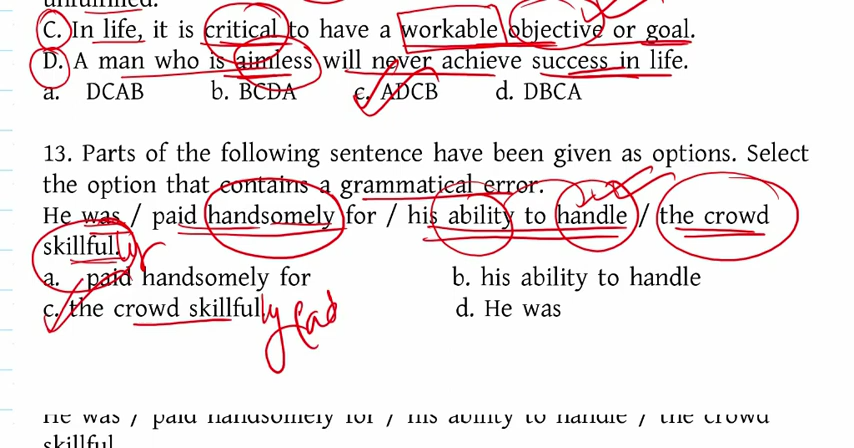 C. In life, it is critical to have a workable objective or goal.
D. A man who is aimless will never achieve success in life.
a. DCAB b. BCDA c. ADCB d. DBCA
13. Parts of the following sentence have been given as options. Select
the option that contains a grammatical error.
He was / paid handsomely for / his ability to handle / the crowd
skillful.ly
a. paid handsomely for b. his ability to handle
c. the crowd skillful.ly d. He was
He was / paid handsomely for / his ability to handle / the crowd
skillful